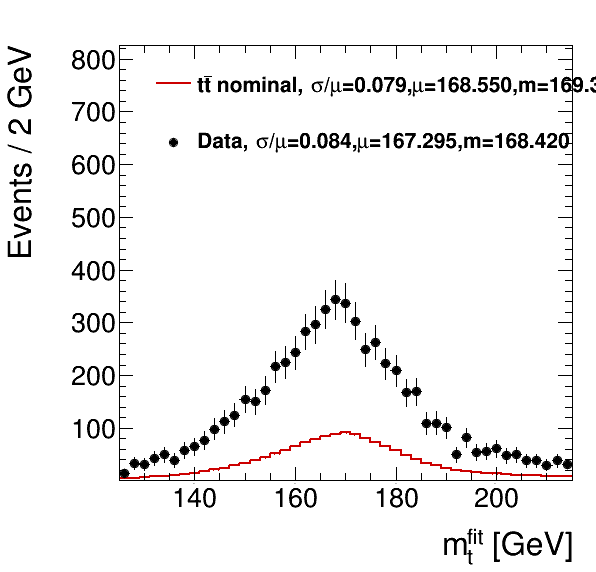 Events / 2 GeV
800
700
600
500
400
300
200
100
tt̄ nominal, σ/μ=0.079,μ=168.550,m=169.3
Data, σ/μ=0.084,μ=167.295,m=168.420
140 160 180 200
m_t^fit [GeV]